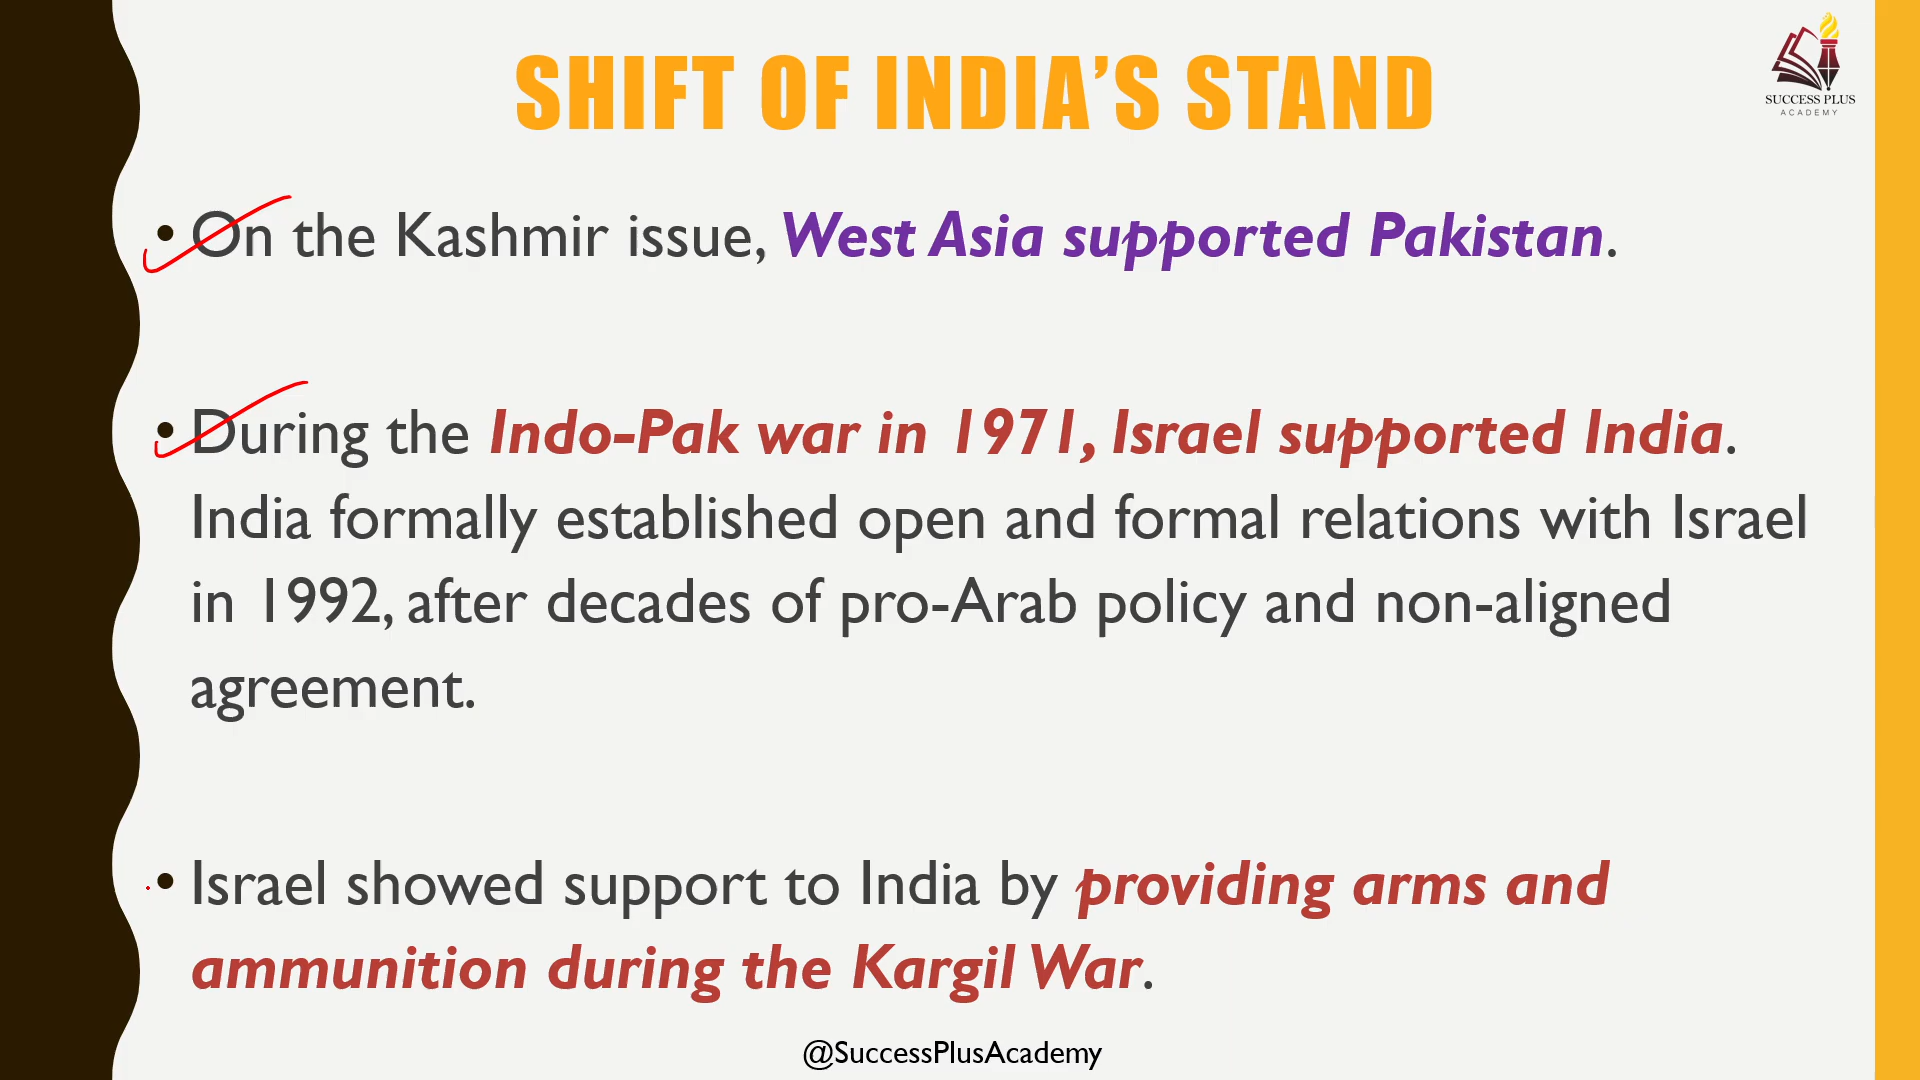 SHIFT OF INDIA'S STAND
SUCCESS PLUS
ACADEMY
• On the Kashmir issue, West Asia supported Pakistan.
• During the Indo-Pak war in 1971, Israel supported India.
India formally established open and formal relations with Israel
in 1992, after decades of pro-Arab policy and non-aligned
agreement.
• Israel showed support to India by providing arms and
ammunition during the Kargil War.
@SuccessPlusAcademy